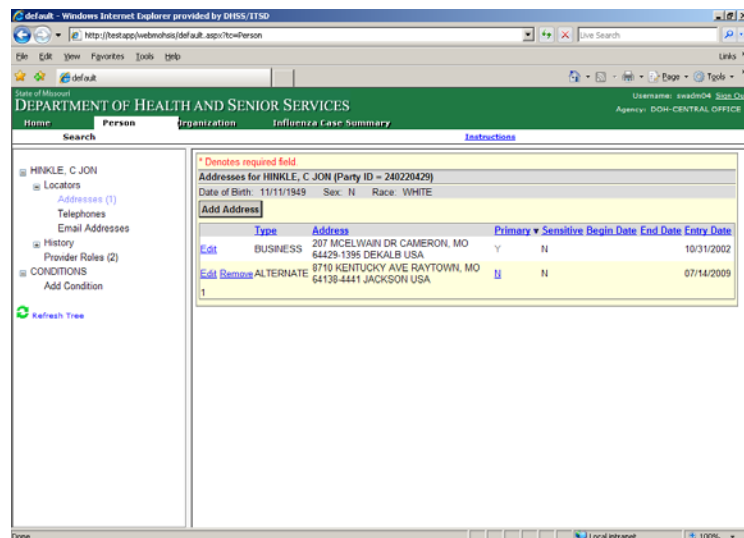 default - Windows Internet Explorer provided by DHSS/ITSD
http://testapp/webmohsis/default.aspx?tc=Person
Live Search
File Edit View Favorites Tools Help
Links
default
Page Tools
State of Missouri
DEPARTMENT OF HEALTH AND SENIOR SERVICES
Username: swadm04 Sign Ou
Agency: DOH-CENTRAL OFFICE
Home Person Organization Influenza Case Summary
Search Instructions
HINKLE, C JON
Locators
Addresses (1)
Telephones
Email Addresses
History
Provider Roles (2)
CONDITIONS
Add Condition
Refresh Tree
* Denotes required field
Addresses for HINKLE, C JON (Party ID = 240220429)
Date of Birth: 11/11/1949 Sex: N Race: WHITE
Add Address
Type Address Primary Sensitive Begin Date End Date Entry Date
Edit BUSINESS 207 MCELWAIN DR CAMERON, MO Y N 10/31/2002
64429-1395 DEKALB USA
Edit Remove ALTERNATE 8710 KENTUCKY AVE RAYTOWN, MO N N 07/14/2009
64138-4441 JACKSON USA
1
Done Local intranet 100%